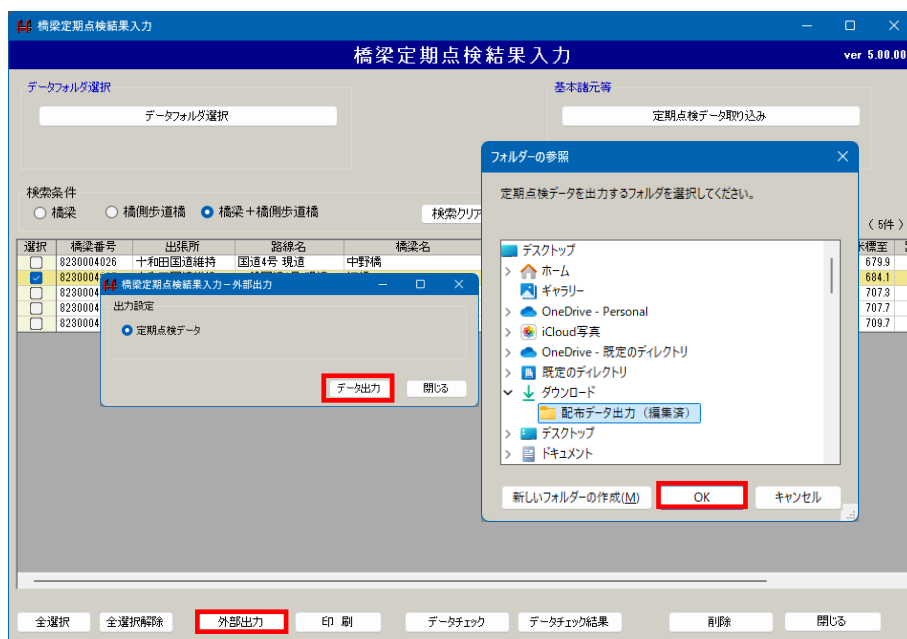 橋梁定期点検結果入力
橋梁定期点検結果入力 ver 5.00.00
データフォルダ選択
データフォルダ選択
基本諸元等
定期点検データ取り込み
検索条件
橋梁 橋側歩道橋 橋梁+橋側歩道橋 検索クリア
(5件)
選択 橋梁番号 出張所 路線名 橋梁名 標至
8230004026 十和田国道維持 国道4号 現道 中野橋 679.9
8230004 684.1
8230004 707.3
8230004 707.7
8230004 709.7
橋梁定期点検結果入力-外部出力
出力設定
定期点検データ
データ出力 閉じる
フォルダーの参照
定期点検データを出力するフォルダを選択してください。
デスクトップ
ホーム
ギャラリー
OneDrive - Personal
iCloud写真
OneDrive - 既定のディレクトリ
既定のディレクトリ
ダウンロード
配布データ出力(編集済)
デスクトップ
ドキュメント
新しいフォルダーの作成(M) OK キャンセル
全選択 全選択解除 外部出力 印 刷 データチェック データチェック結果 削除 閉じる